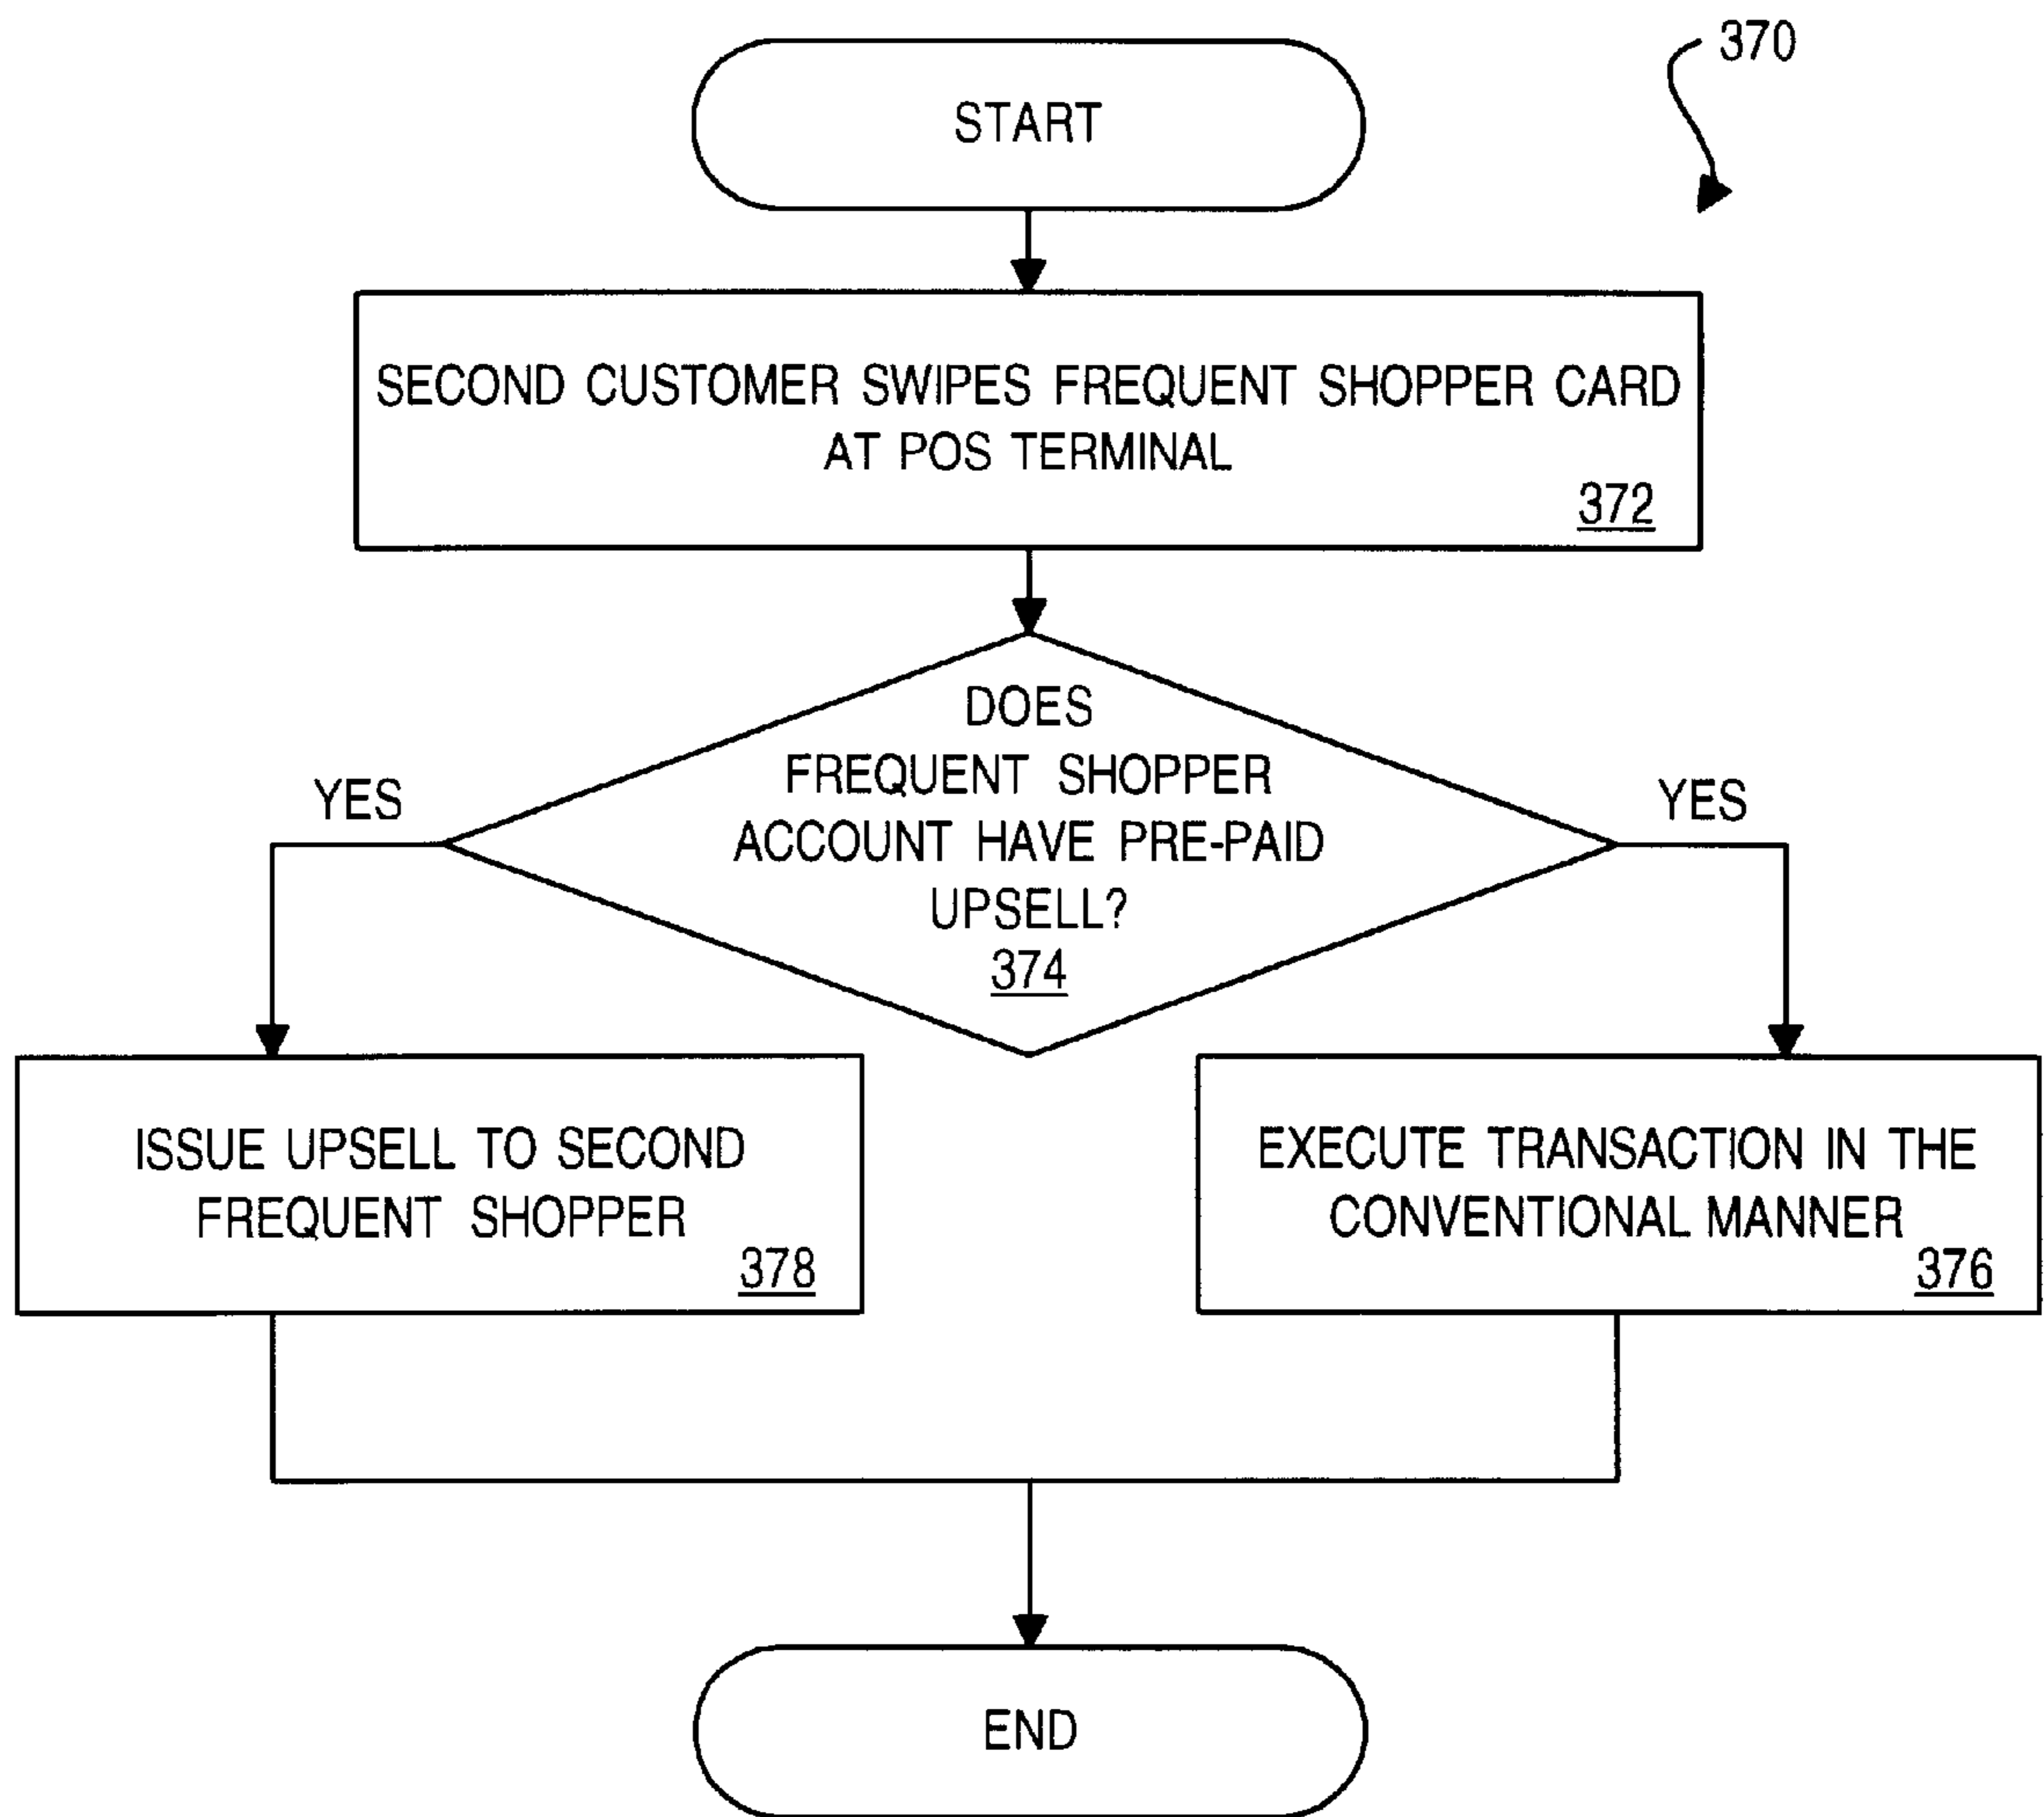 370
START
SECOND CUSTOMER SWIPES FREQUENT SHOPPER CARD
AT POS TERMINAL
372
DOES
FREQUENT SHOPPER
ACCOUNT HAVE PRE-PAID
UPSELL?
374
YES
YES
ISSUE UPSELL TO SECOND
FREQUENT SHOPPER
378
EXECUTE TRANSACTION IN THE
CONVENTIONAL MANNER
376
END